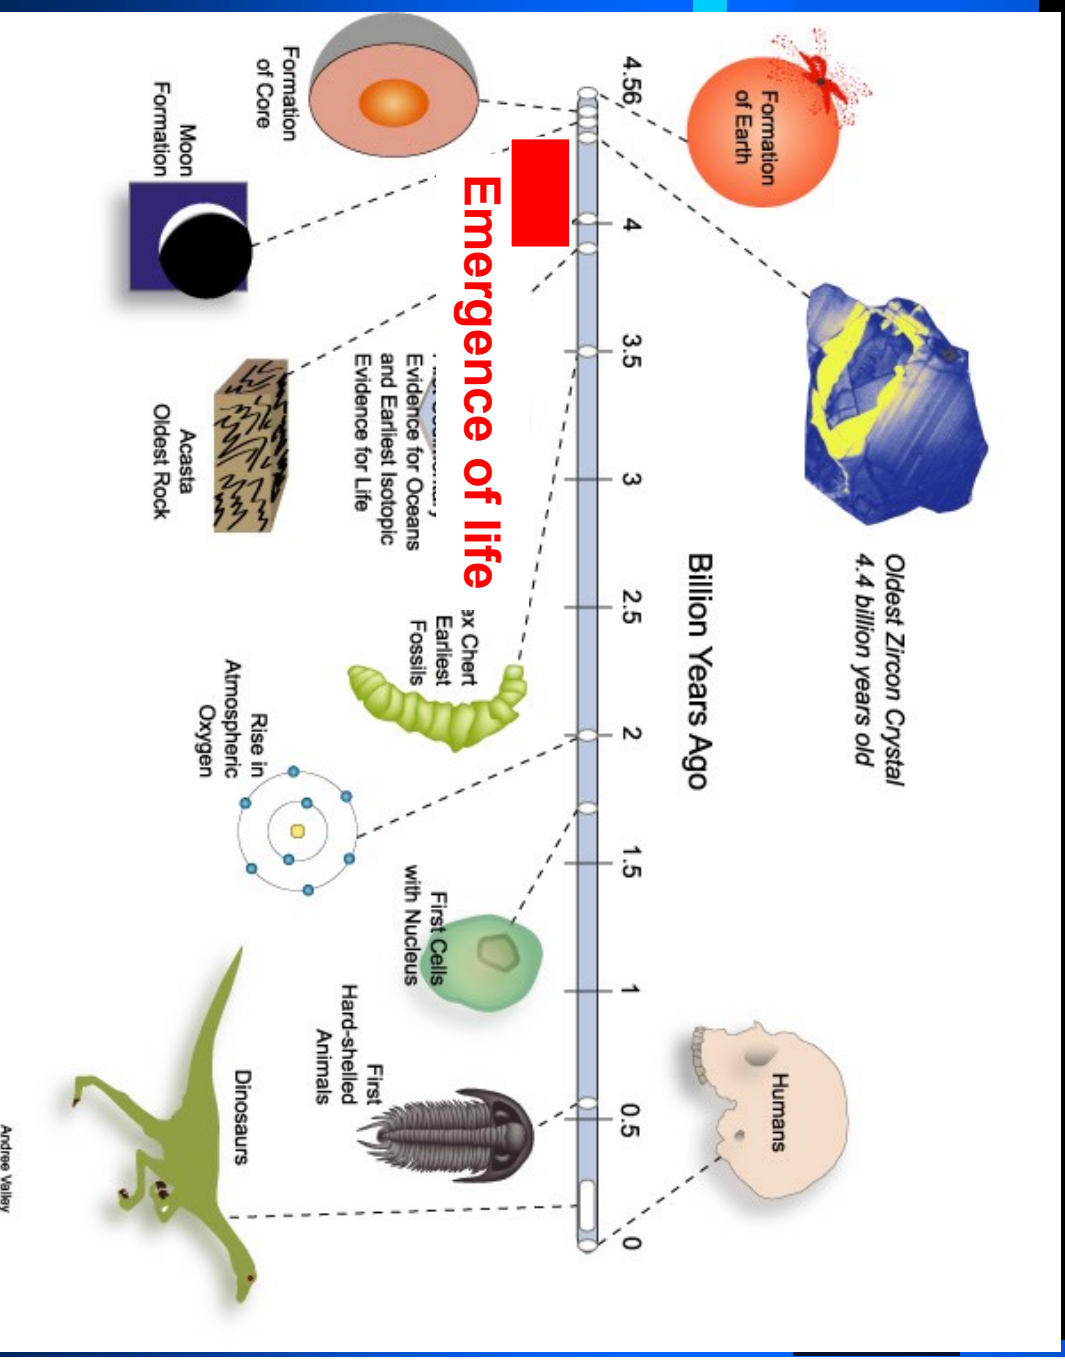 Formation
of Earth
Oldest Zircon Crystal
4.4 billion years old
Humans
Billion Years Ago
4.56
4
3.5
3
2.5
2
1.5
1
0.5
0
Emergence of life
Formation
of Core
Moon
Formation
Acasta
Oldest Rock
Evidence for Oceans
and Earliest Isotopic
Evidence for Life
Chert
Earliest
Fossils
Rise in
Atmospheric
Oxygen
First Cells
with Nucleus
First
Hard-shelled
Animals
Dinosaurs
Andree Valley